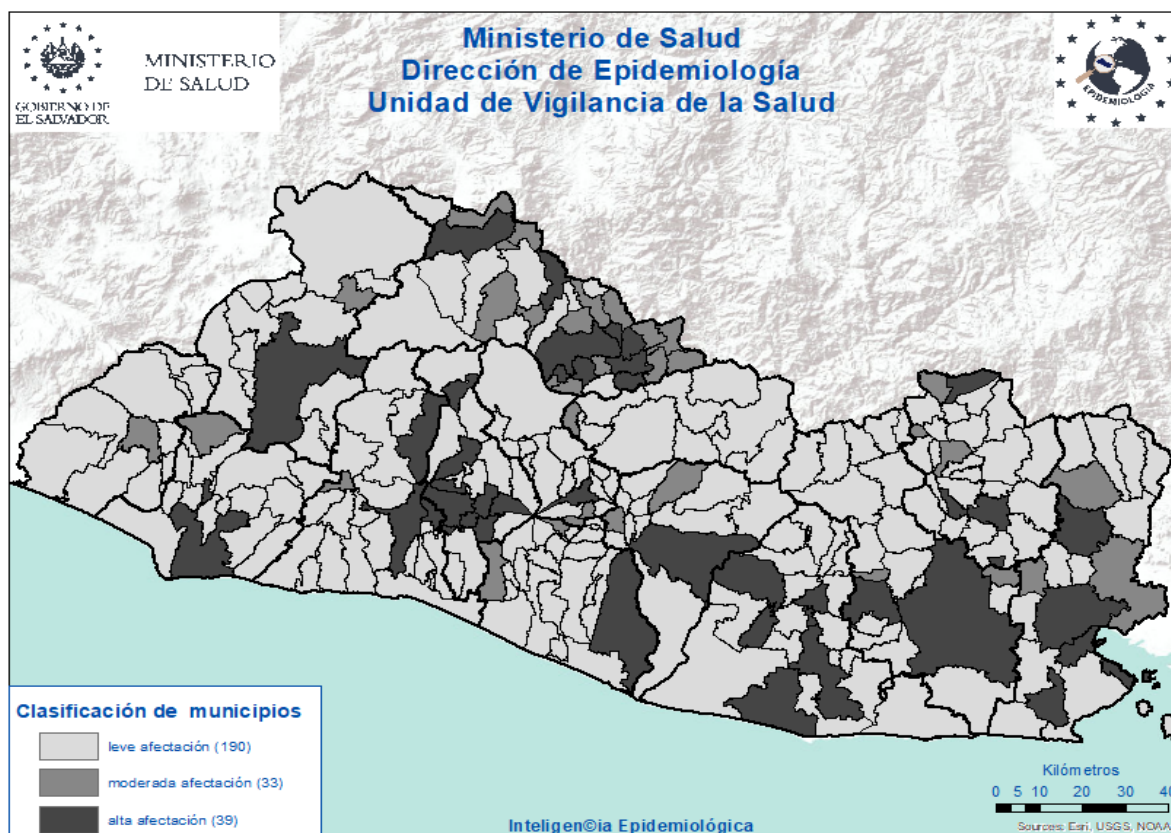 Ministerio de Salud
Dirección de Epidemiología
Unidad de Vigilancia de la Salud
MINISTERIO
DE SALUD
GOBIERNO DE
EL SALVADOR
EPIDEMIOLOGÍA
Clasificación de municipios
leve afectación (190)
moderada afectación (33)
alta afectación (39)
Inteligen©ia Epidemiológica
Kilómetros
0 5 10 20 30 40
Sources: Esri, USGS, NOAA